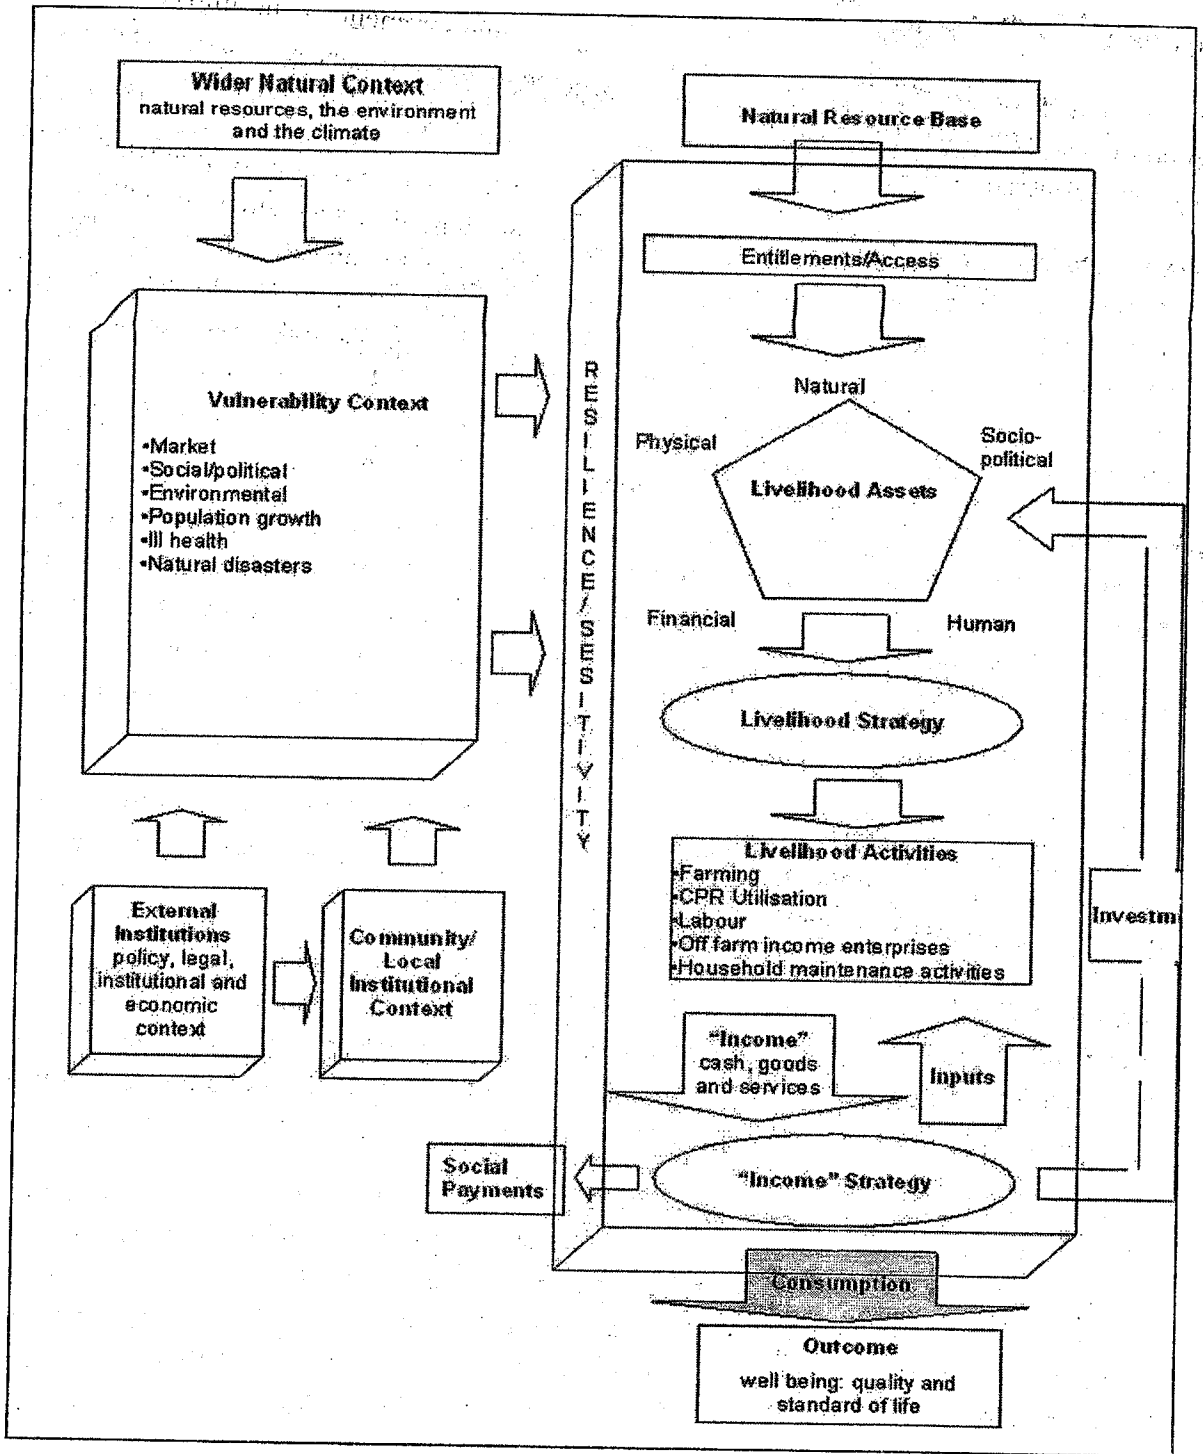 Wider Natural Context
natural resources, the environment
and the climate
Natural Resource Base
Entitlements/Access
Vulnerability Context
•Market
•Social/political
•Environmental
•Population growth
•Ill health
•Natural disasters
RESILLIENCE/SESITIVITY
Natural
Physical
Socio-
political
Livelihood Assets
Financial
Human
Livelihood Strategy
Livelihood Activities
•Farming
•CPR Utilisation
•Labour
•Off farm income enterprises
•Household maintenance activities
Investm
External
Institutions
policy, legal,
institutional and
economic
context
Community/
Local
Institutional
Context
"Income"
cash, goods
and services
Inputs
Social
Payments
"Income" Strategy
Consumption
Outcome
well being: quality and
standard of life